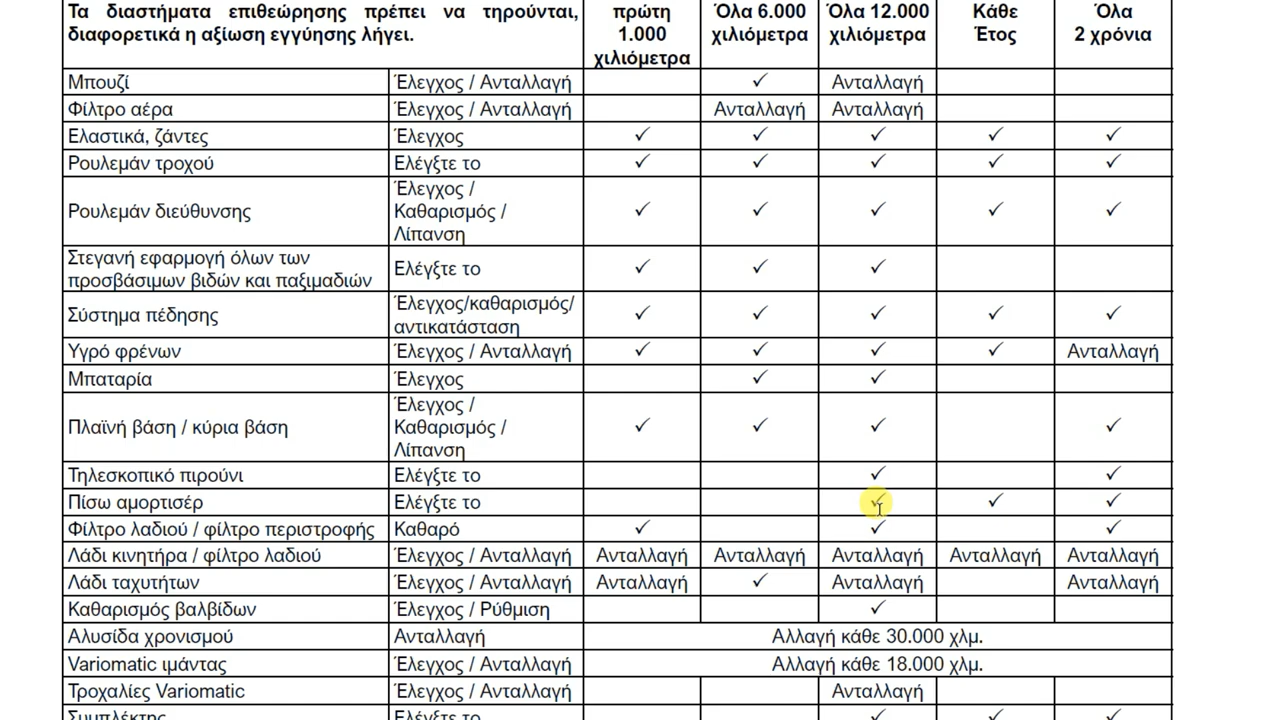 Τα διαστήματα επιθεώρησης πρέπει να τηρούνται, διαφορετικά η αξίωση εγγύησης λήγει. πρώτη 1.000 χιλιόμετρα Όλα 6.000 χιλιόμετρα Όλα 12.000 χιλιόμετρα Κάθε Έτος Όλα 2 χρόνια
Μπουζί Έλεγχος / Ανταλλαγή ✓ Ανταλλαγή
Φίλτρο αέρα Έλεγχος / Ανταλλαγή Ανταλλαγή Ανταλλαγή
Ελαστικά, ζάντες Έλεγχος ✓ ✓ ✓ ✓ ✓
Ρουλεμάν τροχού Ελέγξτε το ✓ ✓ ✓ ✓ ✓
Ρουλεμάν διεύθυνσης Έλεγχος / Καθαρισμός / Λίπανση ✓ ✓ ✓ ✓ ✓
Στεγανή εφαρμογή όλων των προσβάσιμων βιδών και παξιμαδιών Ελέγξτε το ✓ ✓ ✓
Σύστημα πέδησης Έλεγχος/καθαρισμός/ αντικατάσταση ✓ ✓ ✓ ✓ ✓
Υγρό φρένων Έλεγχος / Ανταλλαγή ✓ ✓ ✓ ✓ Ανταλλαγή
Μπαταρία Έλεγχος ✓ ✓
Πλαϊνή βάση / κύρια βάση Έλεγχος / Καθαρισμός / Λίπανση ✓ ✓ ✓ ✓
Τηλεσκοπικό πιρούνι Ελέγξτε το ✓ ✓
Πίσω αμορτισέρ Ελέγξτε το ✓ ✓ ✓
Φίλτρο λαδιού / φίλτρο περιστροφής Καθαρό ✓ ✓ ✓
Λάδι κινητήρα / φίλτρο λαδιού Έλεγχος / Ανταλλαγή Ανταλλαγή Ανταλλαγή Ανταλλαγή Ανταλλαγή Ανταλλαγή
Λάδι ταχυτήτων Έλεγχος / Ανταλλαγή Ανταλλαγή ✓ Ανταλλαγή Ανταλλαγή
Καθαρισμός βαλβίδων Έλεγχος / Ρύθμιση ✓
Αλυσίδα χρονισμού Ανταλλαγή Αλλαγή κάθε 30.000 χλμ.
Variomatic ιμάντας Έλεγχος / Ανταλλαγή Αλλαγή κάθε 18.000 χλμ.
Τροχαλίες Variomatic Έλεγχος / Ανταλλαγή Ανταλλαγή
Συμπλέκτης Ελέγξτε το ✓ ✓ ✓